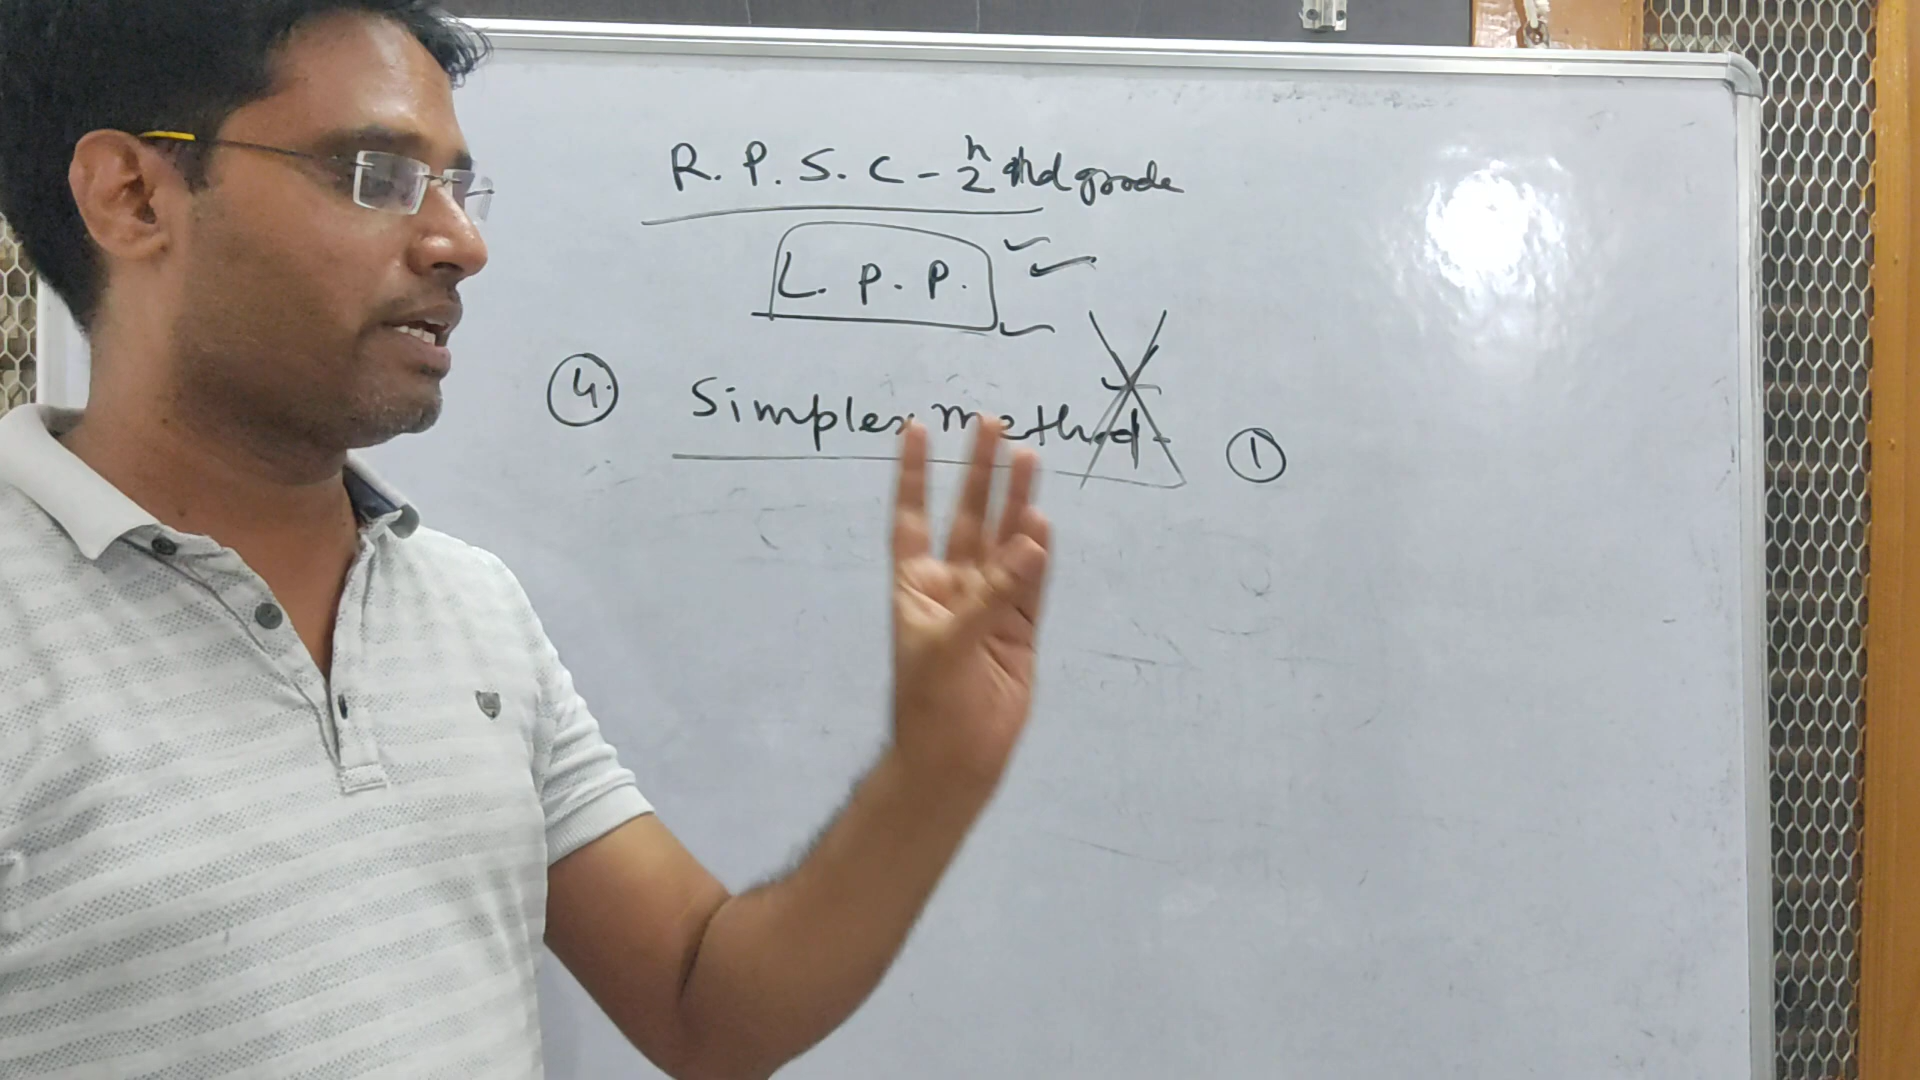 R.P.S.C - 2nd grade
L.P.P.
④ Simplex method - ①